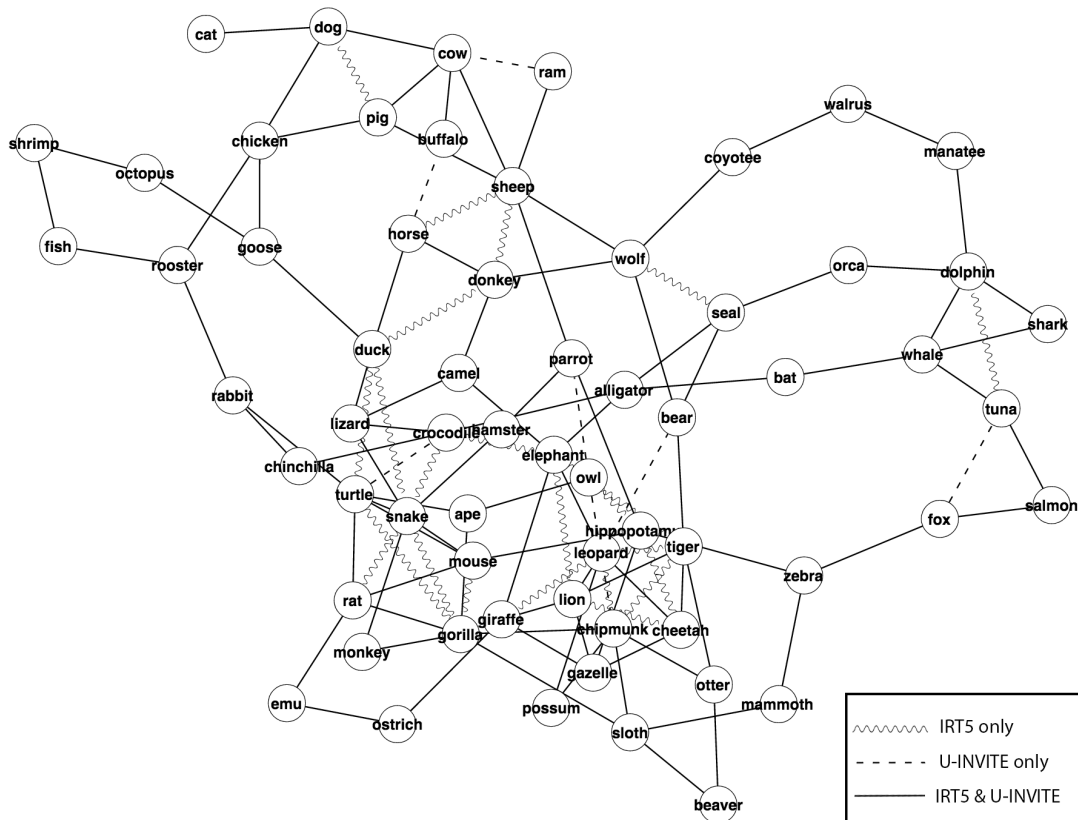 dog
cat
cow
ram
walrus
pig
buffalo
chicken
shrimp
manatee
coyotee
octopus
sheep
horse
fish
goose
wolf
rooster
orca
dolphin
donkey
seal
shark
duck
whale
parrot
camel
bat
alligator
rabbit
tuna
bear
lizard
crocodile
hamster
elephant
chinchilla
owl
turtle
salmon
ape
snake
fox
hippopotamu
tiger
leopard
mouse
zebra
rat
lion
giraffe
chipmunk
cheetah
gorilla
monkey
gazelle
otter
emu
possum
mammoth
ostrich
sloth
beaver
IRT5 only
U-INVITE only
IRT5 & U-INVITE